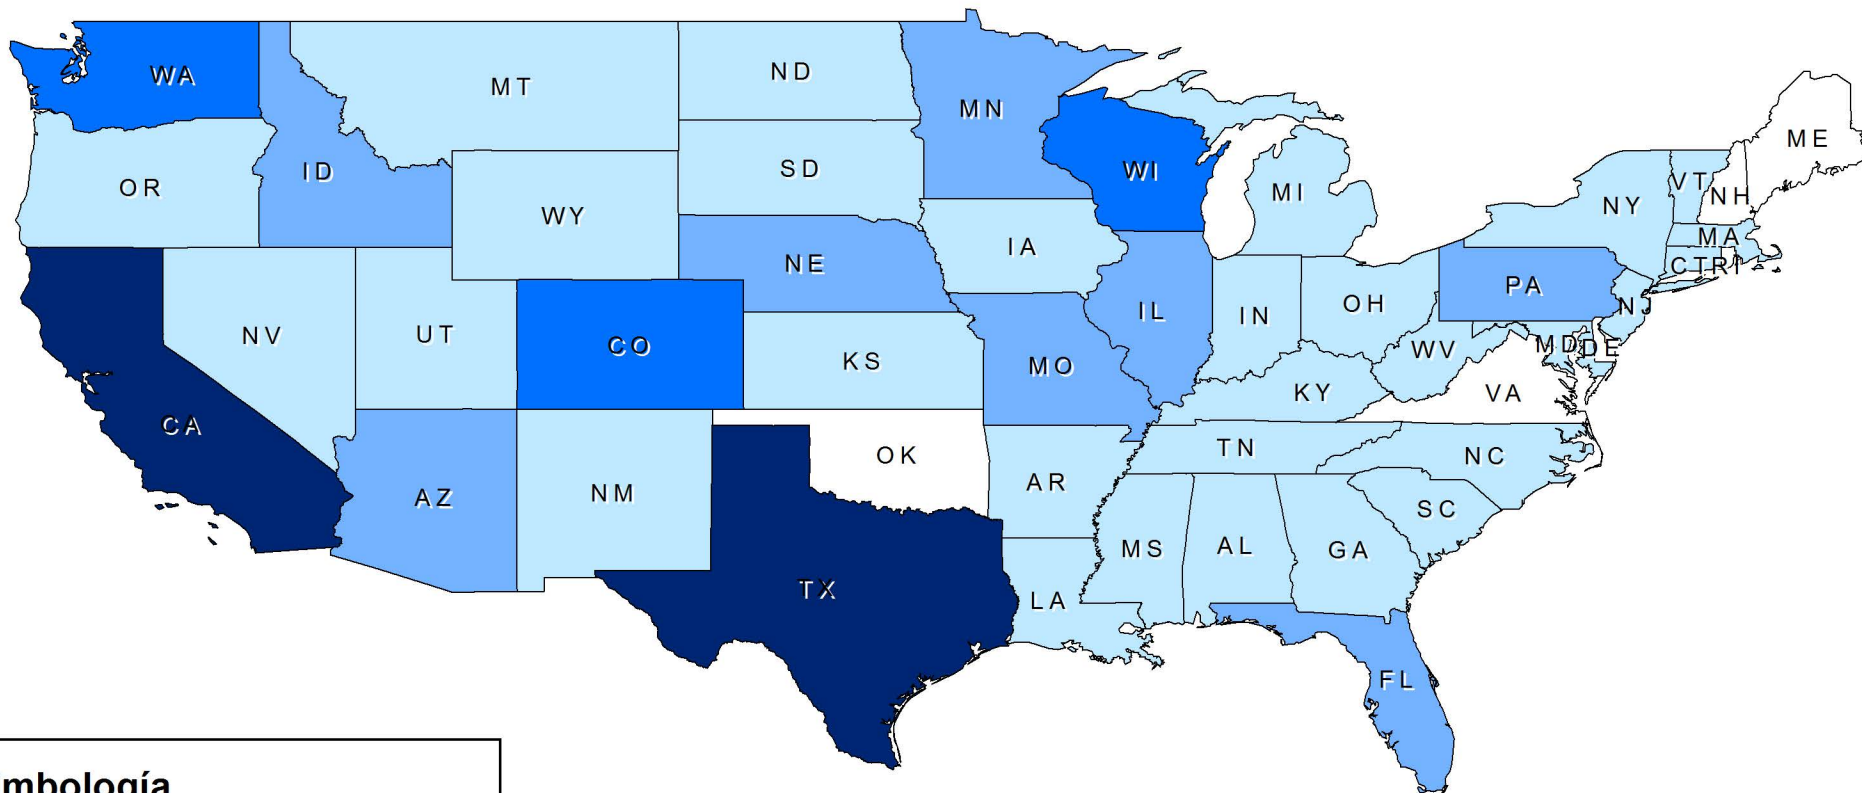 WA
MT
ND
MN
ME
OR
ID
SD
WI
MI
VT
NH
NY
WY
IA
MA
NE
CT
RI
PA
NV
UT
CO
IL
IN
OH
NJ
KS
MO
WV
MD
DE
KY
VA
CA
OK
TN
NC
AZ
NM
AR
SC
MS
AL
GA
TX
LA
FL
mbología